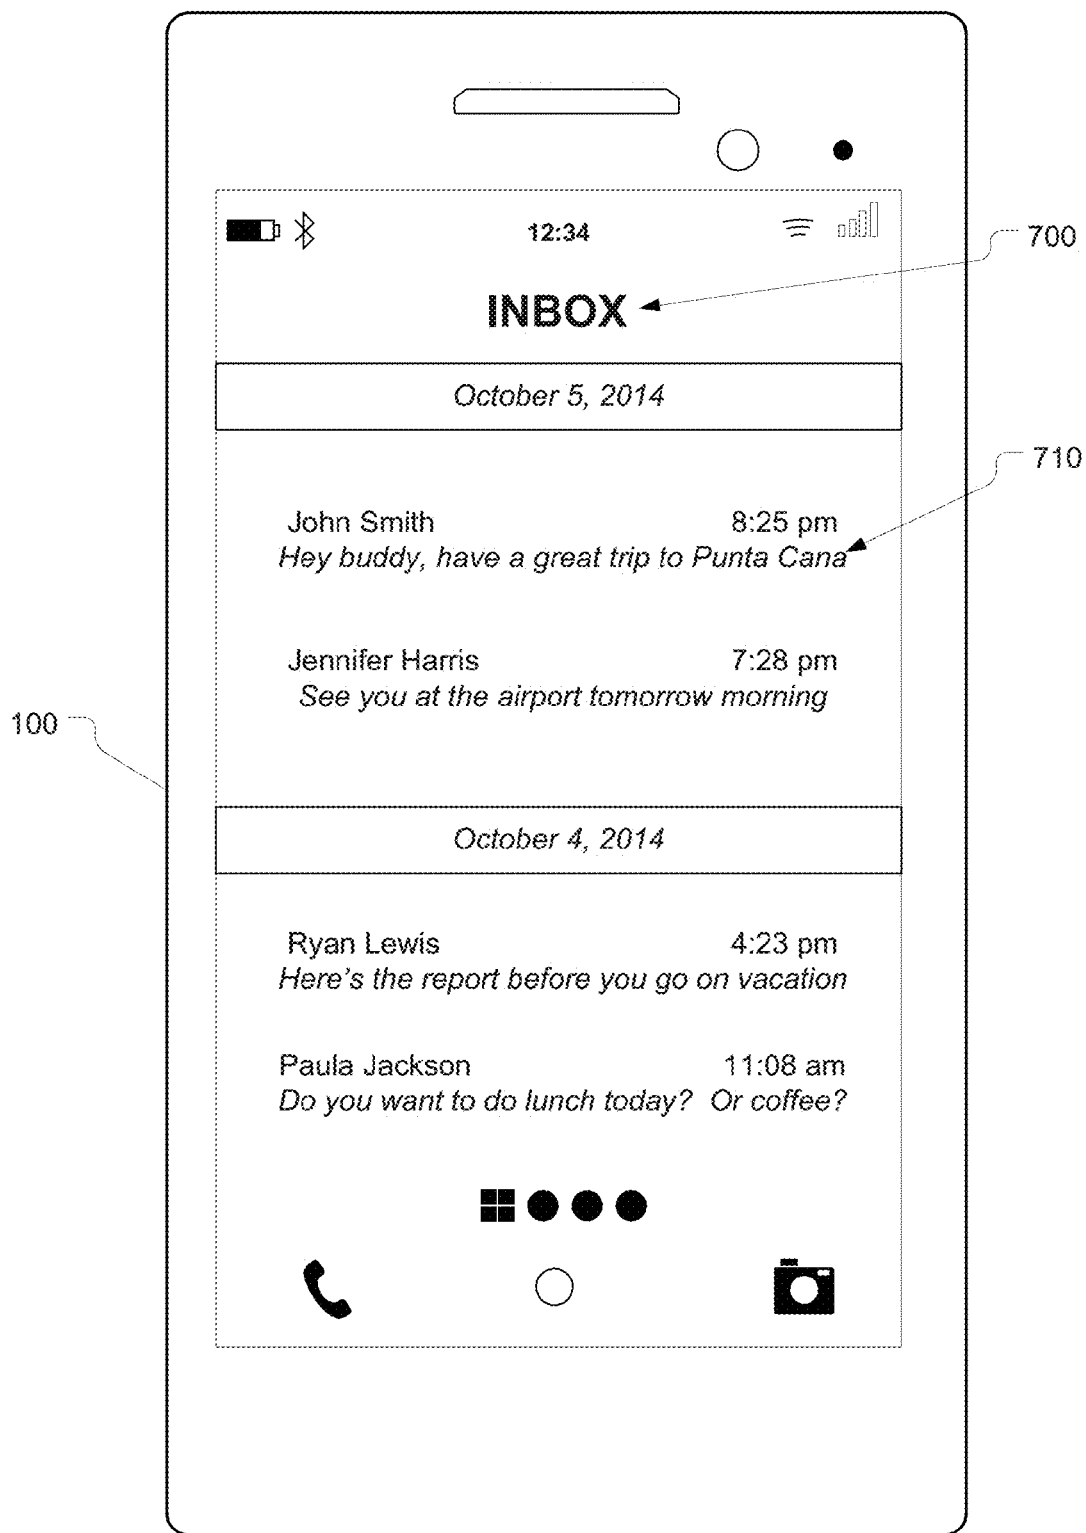 12:34
700
INBOX
October 5, 2014
710
John Smith 8:25 pm
Hey buddy, have a great trip to Punta Cana
Jennifer Harris 7:28 pm
See you at the airport tomorrow morning
100
October 4, 2014
Ryan Lewis 4:23 pm
Here's the report before you go on vacation
Paula Jackson 11:08 am
Do you want to do lunch today? Or coffee?